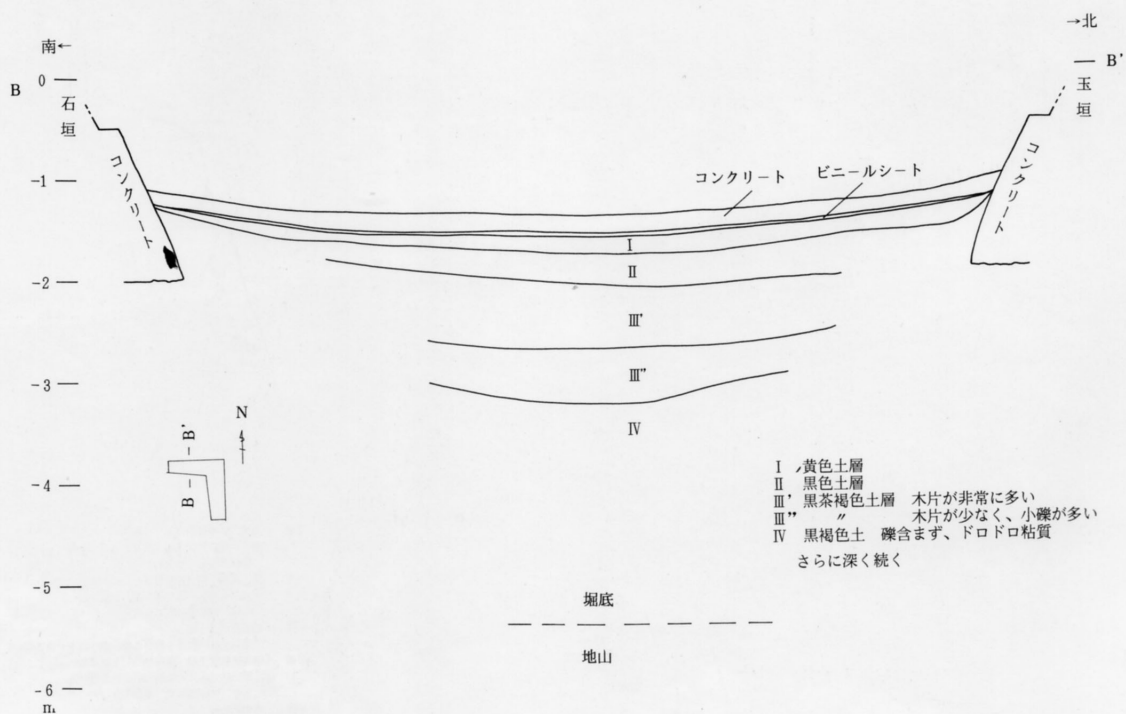 →北
南←
B
B'
0
石垣
玉垣
コンクリート
コンクリート
-1
コンクリート
ビニールシート
Ⅰ
Ⅱ
-2
Ⅲ'
Ⅲ"
-3
Ⅳ
N
B－B'
-4
Ⅰ 黄色土層
Ⅱ 黒色土層
Ⅲ' 黒茶褐色土層 木片が非常に多い
Ⅲ" 〃 木片が少なく、小礫が多い
Ⅳ 黒褐色土 礫含まず、ドロドロ粘質
さらに深く続く
-5
堀底
地山
-6